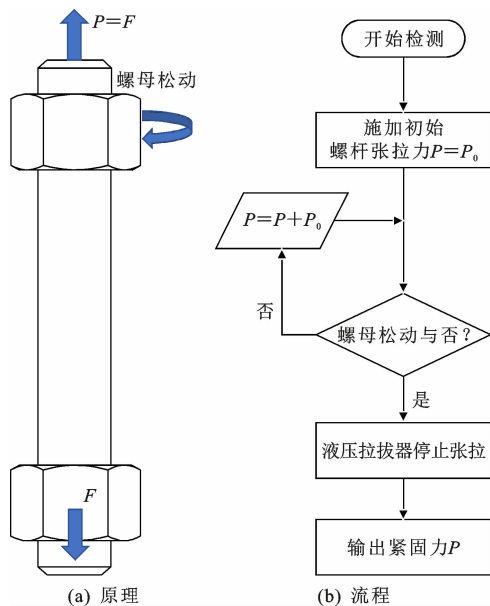 P=F
螺母松动
F
(a) 原理
开始检测
施加初始
螺杆张拉力P=P₀
P=P+P₀
否
螺母松动与否?
是
液压拉拔器停止张拉
输出紧固力P
(b) 流程